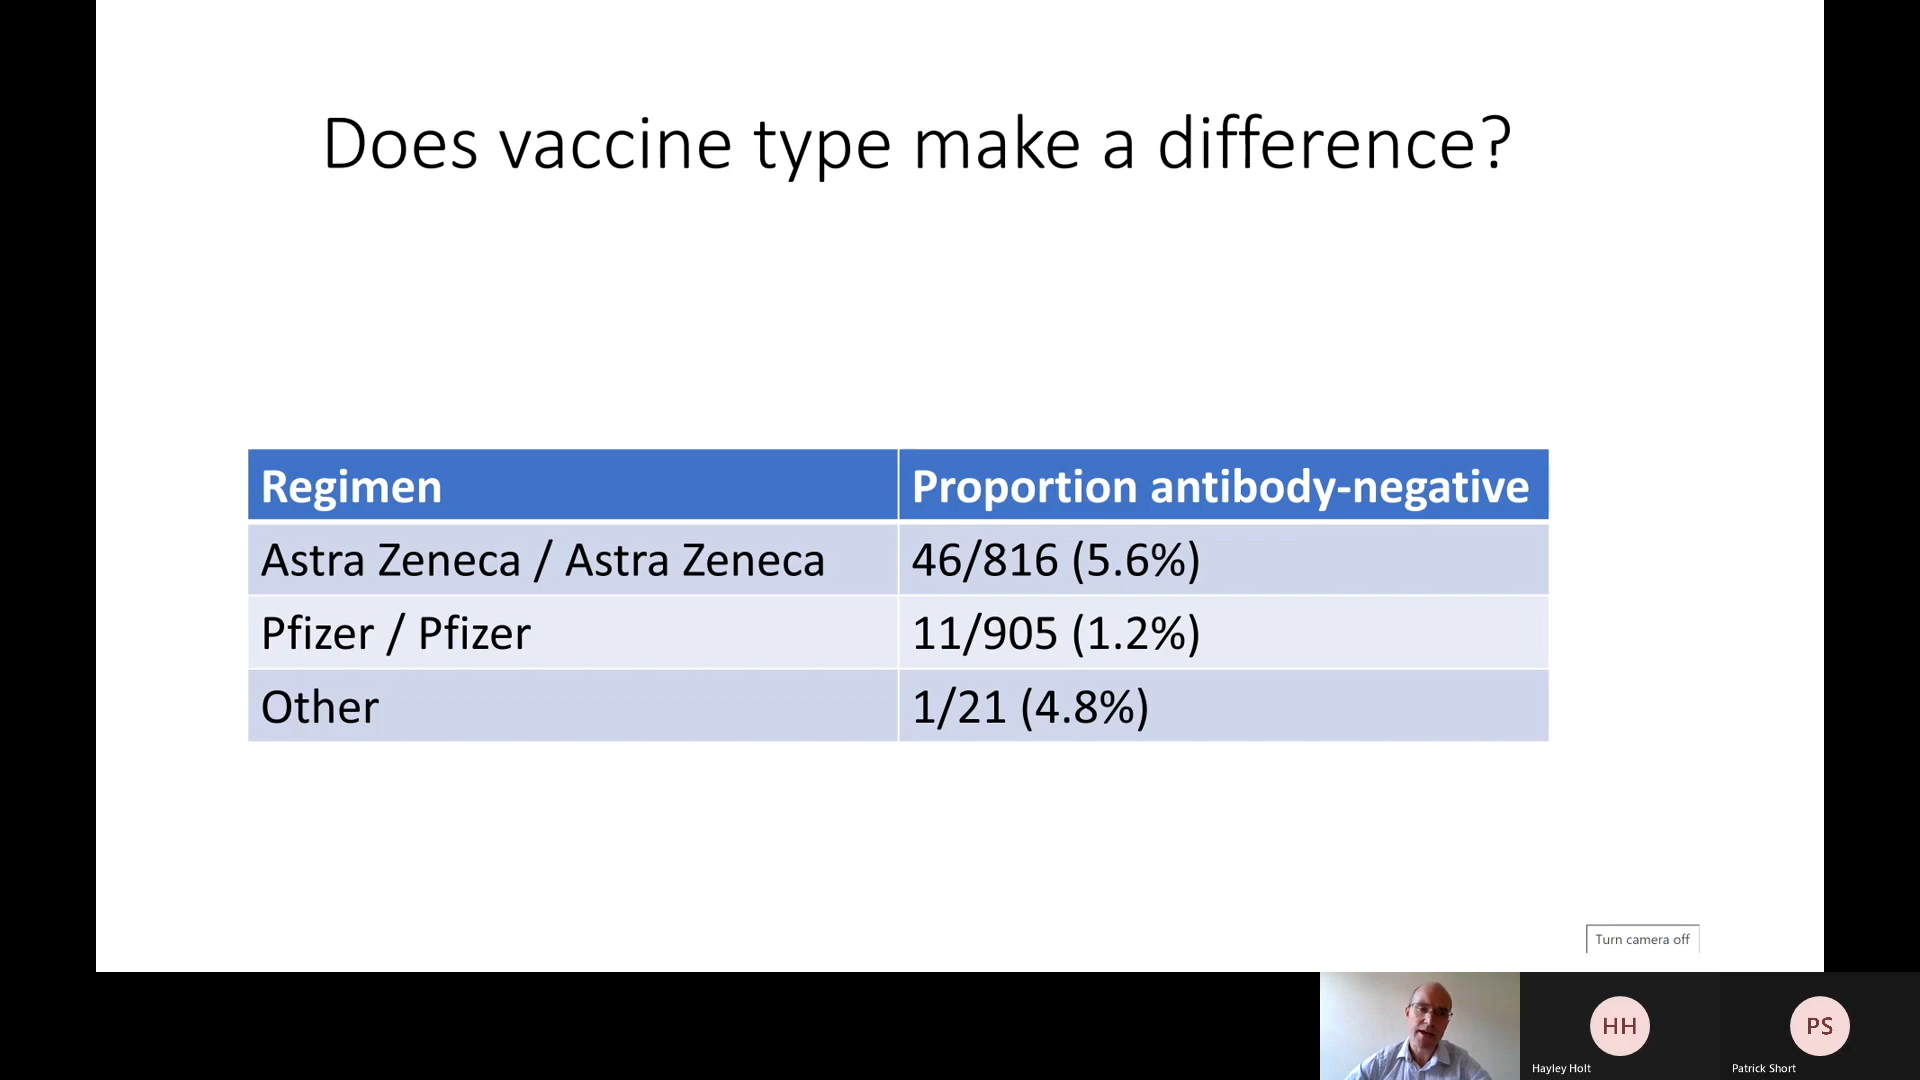 Does vaccine type make a difference?
Regimen
Proportion antibody-negative
Astra Zeneca / Astra Zeneca
46/816 (5.6%)
Pfizer / Pfizer
11/905 (1.2%)
Other
1/21 (4.8%)
Turn camera off
HH
Hayley Holt
PS
Patrick Short